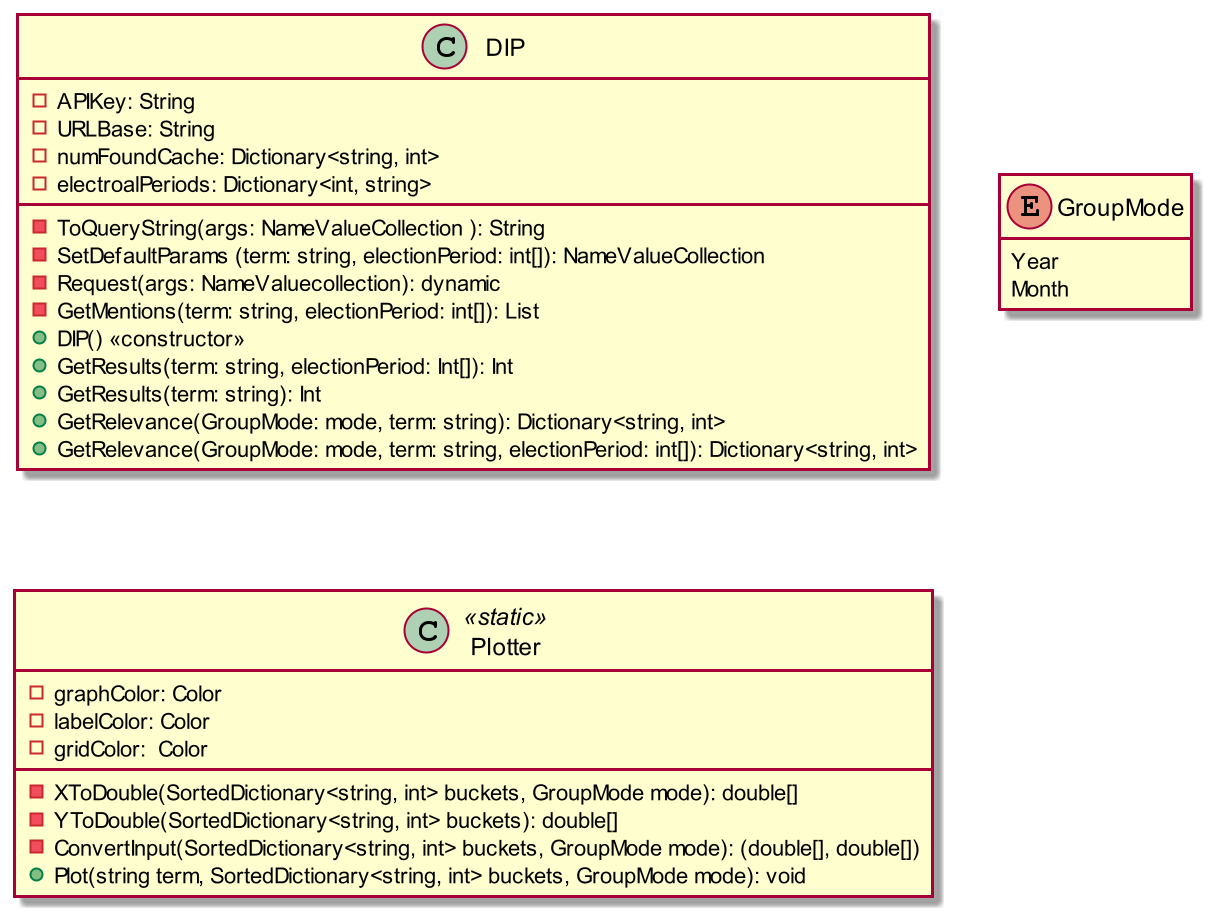 C DIP
APIKey: String
URLBase: String
numFoundCache: Dictionary<string, int>
electroalPeriods: Dictionary<int, string>
ToQueryString(args: NameValueCollection ): String
SetDefaultParams (term: string, electionPeriod: int[]): NameValueCollection
Request(args: NameValuecollection): dynamic
GetMentions(term: string, electionPeriod: int[]): List
DIP() «constructor»
GetResults(term: string, electionPeriod: Int[]): Int
GetResults(term: string): Int
GetRelevance(GroupMode: mode, term: string): Dictionary<string, int>
GetRelevance(GroupMode: mode, term: string, electionPeriod: int[]): Dictionary<string, int>
E GroupMode
Year
Month
«static»
C Plotter
graphColor: Color
labelColor: Color
gridColor:  Color
XToDouble(SortedDictionary<string, int> buckets, GroupMode mode): double[]
YToDouble(SortedDictionary<string, int> buckets): double[]
ConvertInput(SortedDictionary<string, int> buckets, GroupMode mode): (double[], double[])
Plot(string term, SortedDictionary<string, int> buckets, GroupMode mode): void